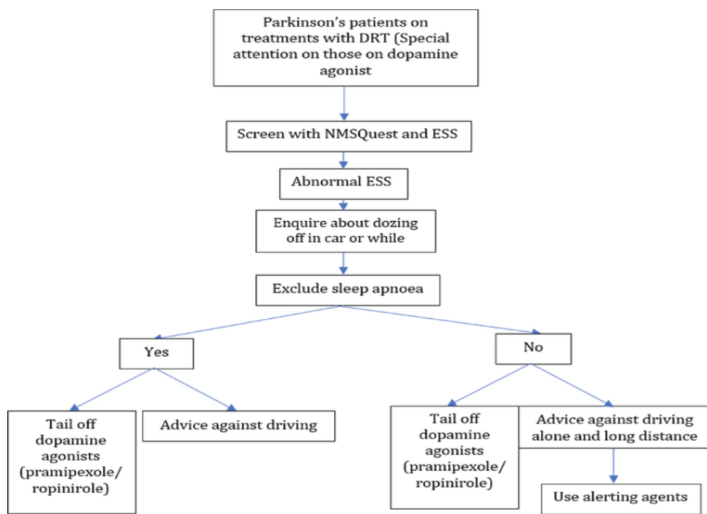 Parkinson's patients on
treatments with DRT (Special
attention on those on dopamine
agonist
Screen with NMSQuest and ESS
Abnormal ESS
Enquire about dozing
off in car or while
Exclude sleep apnoea
Yes
No
Tail off
dopamine
agonists
(pramipexole/
ropinirole)
Advice against driving
Tail off
dopamine
agonists
(pramipexole/
ropinirole)
Advice against driving
alone and long distance
Use alerting agents